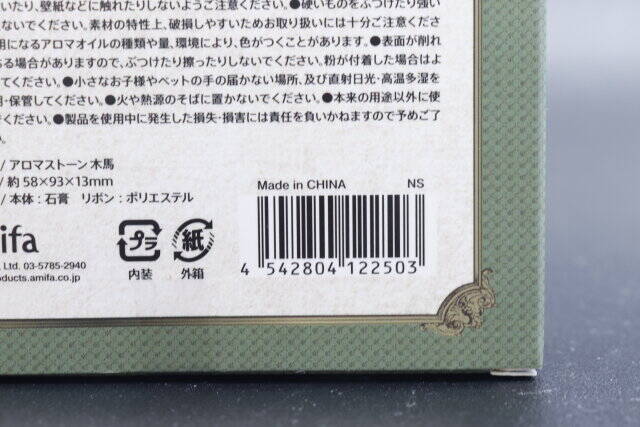 いたり、壁紙などに触れたりしないようご注意ください。●硬いものをぶつけたり強い
ないでください。素材の特性上、破損しやすいためお取り扱いには十分ご注意くださ
用になるアロマオイルの種類や量、環境により、色がつくことがあります。●表面が削れ
る場合がありますので、ぶつけたり擦ったりしないでください。粉が付着した場合はよ
てください。●小さなお子様やペットの手の届かない場所、及び直射日光・高温多湿を
用・保管してください。●火や熱源のそばに置かないでください。●本来の用途以外に使
でください。●製品を使用中に発生した損失・損害には責任を負いかねますので予めご了
い。
/ アロマストーン 木馬
/ 約 58×93×13mm
/ 本体：石膏 リボン：ポリエステル
Made in CHINA NS
ifa
プラ 紙
内装 外箱
Ltd. 03-5785-2940
oducts.amifa.co.jp
4 542804 122503